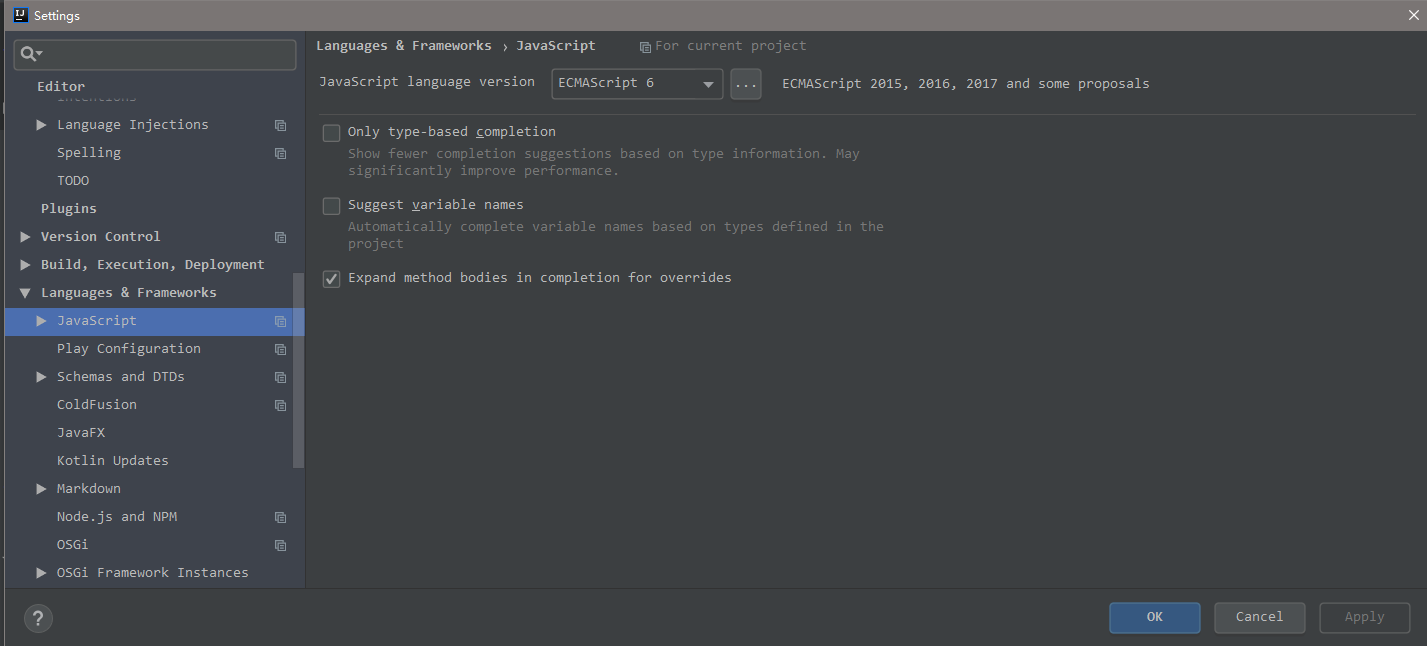 Settings
Editor
Intentions
Language Injections
Spelling
TODO
Plugins
Version Control
Build, Execution, Deployment
Languages & Frameworks
JavaScript
Play Configuration
Schemas and DTDs
ColdFusion
JavaFX
Kotlin Updates
Markdown
Node.js and NPM
OSGi
OSGi Framework Instances
Languages & Frameworks › JavaScript For current project
JavaScript language version ECMAScript 6 ... ECMAScript 2015, 2016, 2017 and some proposals
Only type-based completion
Show fewer completion suggestions based on type information. May
significantly improve performance.
Suggest variable names
Automatically complete variable names based on types defined in the
project
Expand method bodies in completion for overrides
? OK Cancel Apply